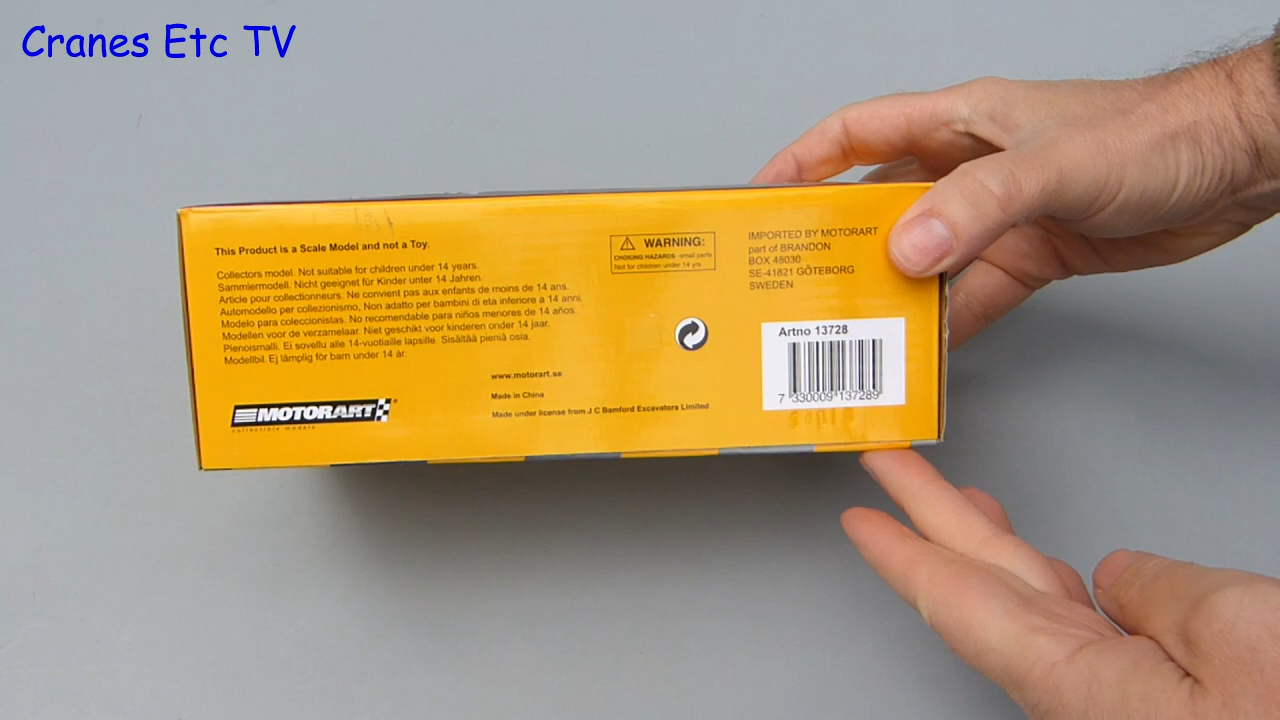 Cranes Etc TV
This Product is a Scale Model and not a Toy.
Collectors model. Not suitable for children under 14 years.
Sammlermodell. Nicht geeignet für Kinder unter 14 Jahren.
Article pour collectionneurs. Ne convient pas aux enfants de moins de 14 ans.
Automodello per collezionismo, Non adatto per bambini di eta inferiore a 14 anni.
Modelo para coleccionistas. No recomendable para niños menores de 14 años.
Modellen voor de verzamelaar. Niet geschikt voor kinderen onder 14 jaar.
Pienoismalli. Ei sovellu alle 14-vuotiaille lapsille. Sisältää pieniä osia.
Modellbil. Ej lämplig för barn under 14 år.
MOTORART®
collectible models
www.motorart.se
Made in China
Made under license from J C Bamford Excavators Limited
WARNING:
CHOKING HAZARDS -small parts
Not for children under 14 yrs
IMPORTED BY MOTORART
part of BRANDON
BOX 48030
SE-41821 GÖTEBORG
SWEDEN
Artno 13728
7 330009 137289